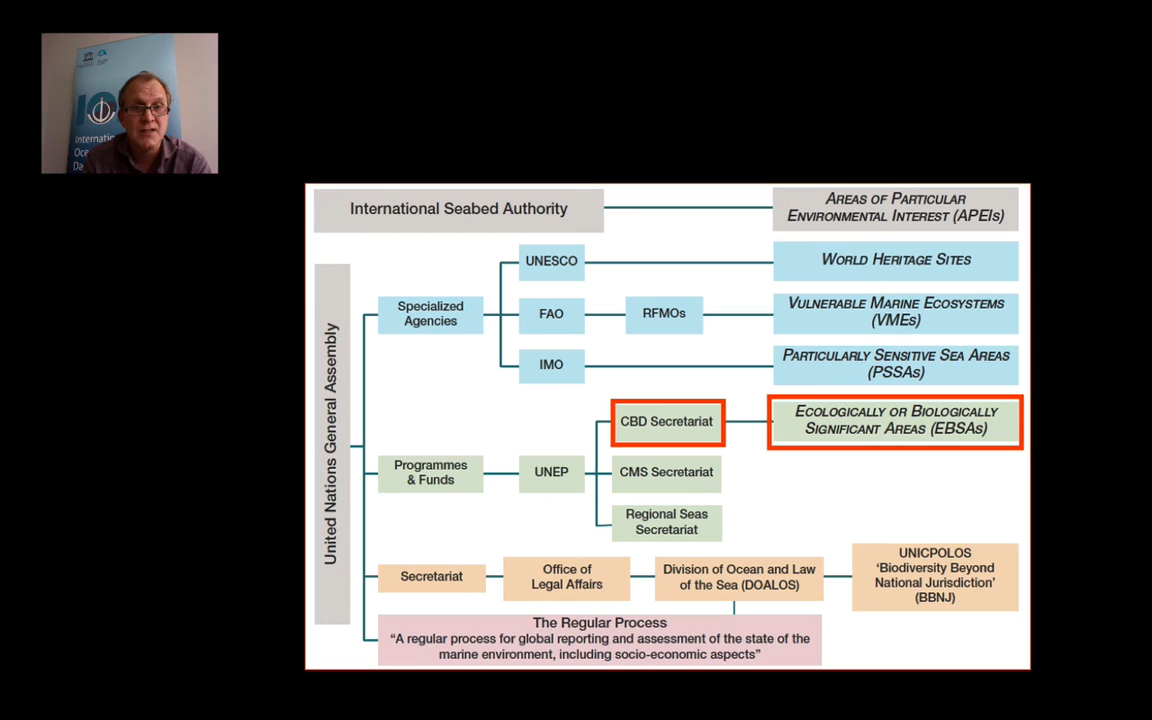 International
Oce
Da
International Seabed Authority
AREAS OF PARTICULAR
ENVIRONMENTAL INTEREST (APEIs)
United Nations General Assembly
Specialized
Agencies
UNESCO
WORLD HERITAGE SITES
FAO
RFMOs
VULNERABLE MARINE ECOSYSTEMS
(VMEs)
IMO
PARTICULARLY SENSITIVE SEA AREAS
(PSSAs)
Programmes
& Funds
UNEP
CBD Secretariat
ECOLOGICALLY OR BIOLOGICALLY
SIGNIFICANT AREAS (EBSAs)
CMS Secretariat
Regional Seas
Secretariat
Secretariat
Office of
Legal Affairs
Division of Ocean and Law
of the Sea (DOALOS)
UNICPOLOS
‘Biodiversity Beyond
National Jurisdiction’
(BBNJ)
The Regular Process
“A regular process for global reporting and assessment of the state of the
marine environment, including socio-economic aspects”